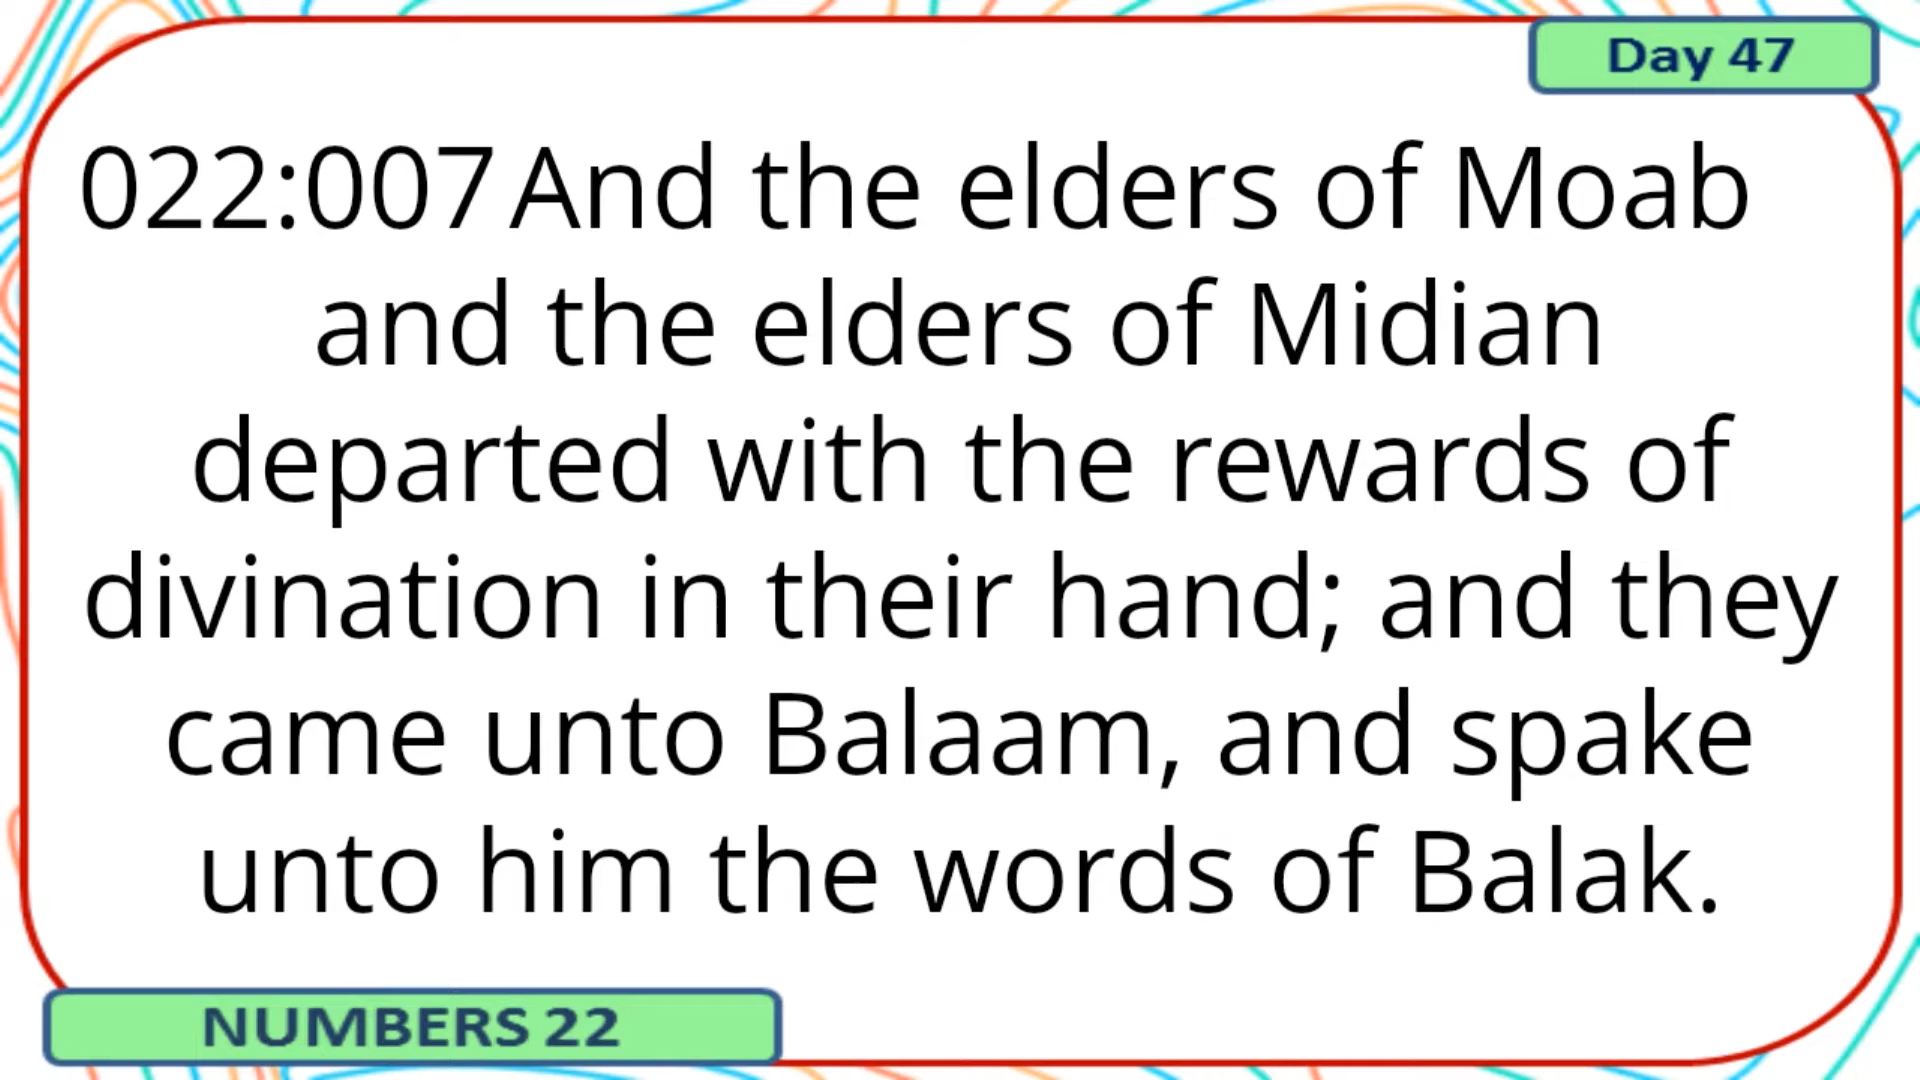 Day 47
022:007 And the elders of Moab
and the elders of Midian
departed with the rewards of
divination in their hand; and they
came unto Balaam, and spake
unto him the words of Balak.
NUMBERS 22